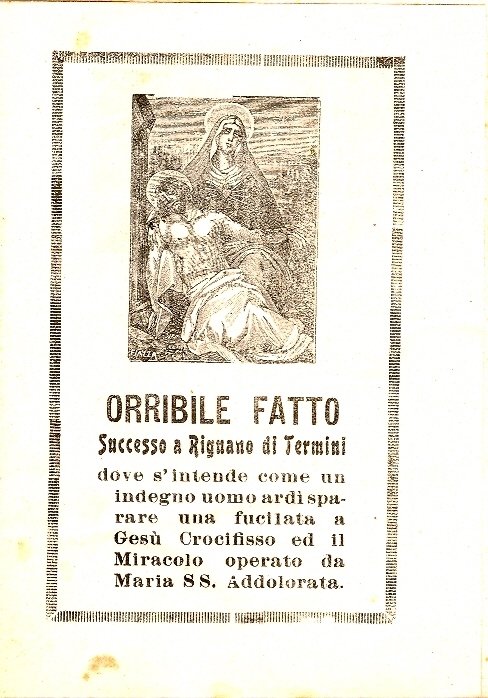 ORRIBILE FATTO
Successo a Rignano di Termini
dove s'intende come un
indegno uomo ardì spa-
rare una fucilata a
Gesù Crocifisso ed il
Miracolo operato da
Maria SS. Addolorata.